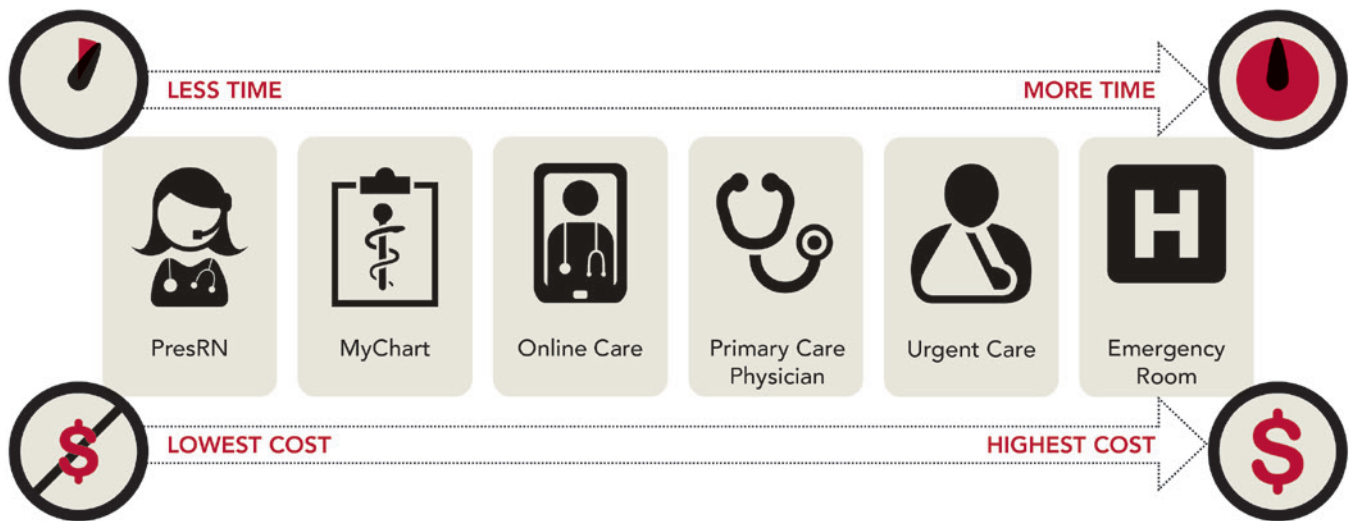 LESS TIME
MORE TIME
H
PresRN
MyChart
Online Care
Primary Care
Physician
Urgent Care
Emergency
Room
$
LOWEST COST
HIGHEST COST
$